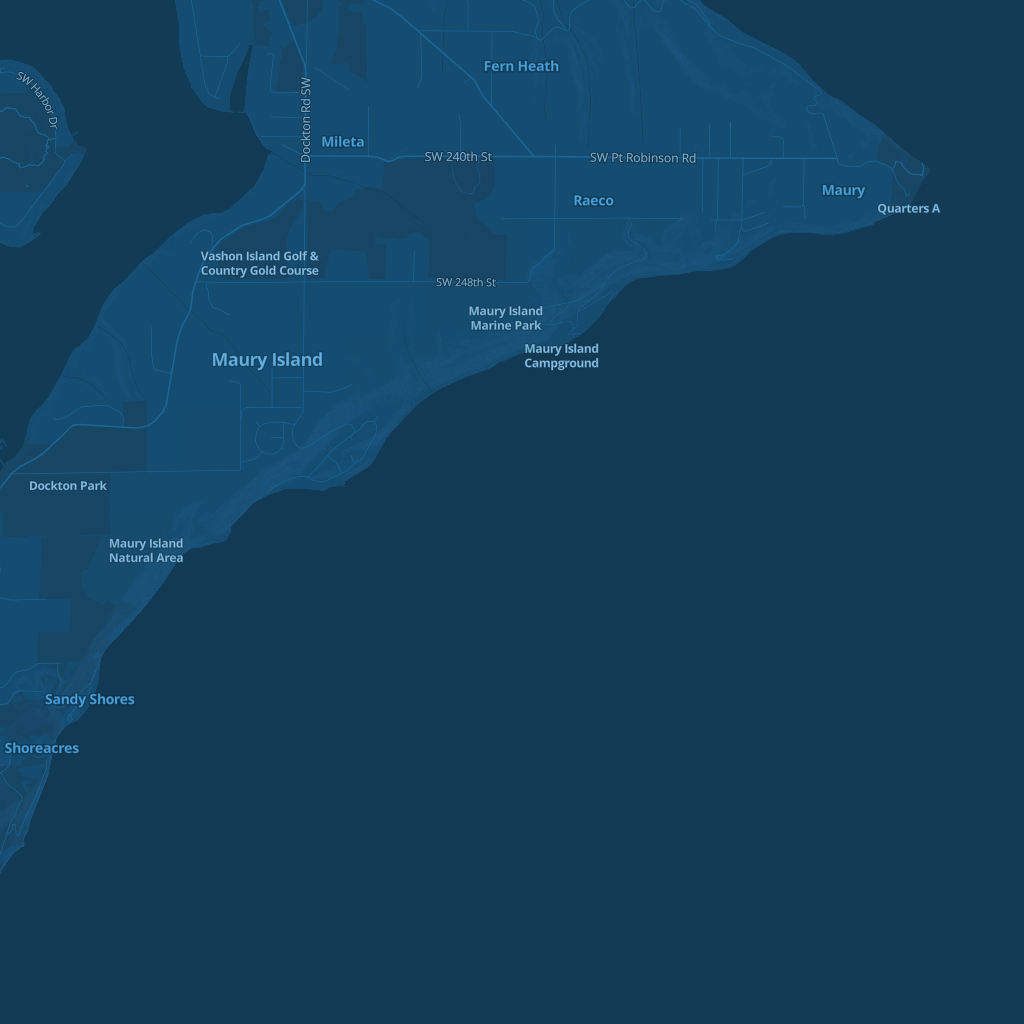 Fern Heath
SW Harbor Dr
Dockton Rd SW
Mileta
SW 240th St
SW Pt Robinson Rd
Maury
Raeco
Quarters A
Vashon Island Golf &
Country Gold Course
SW 248th St
Maury Island
Marine Park
Maury Island
Campground
Maury Island
Dockton Park
Maury Island
Natural Area
Sandy Shores
Shoreacres